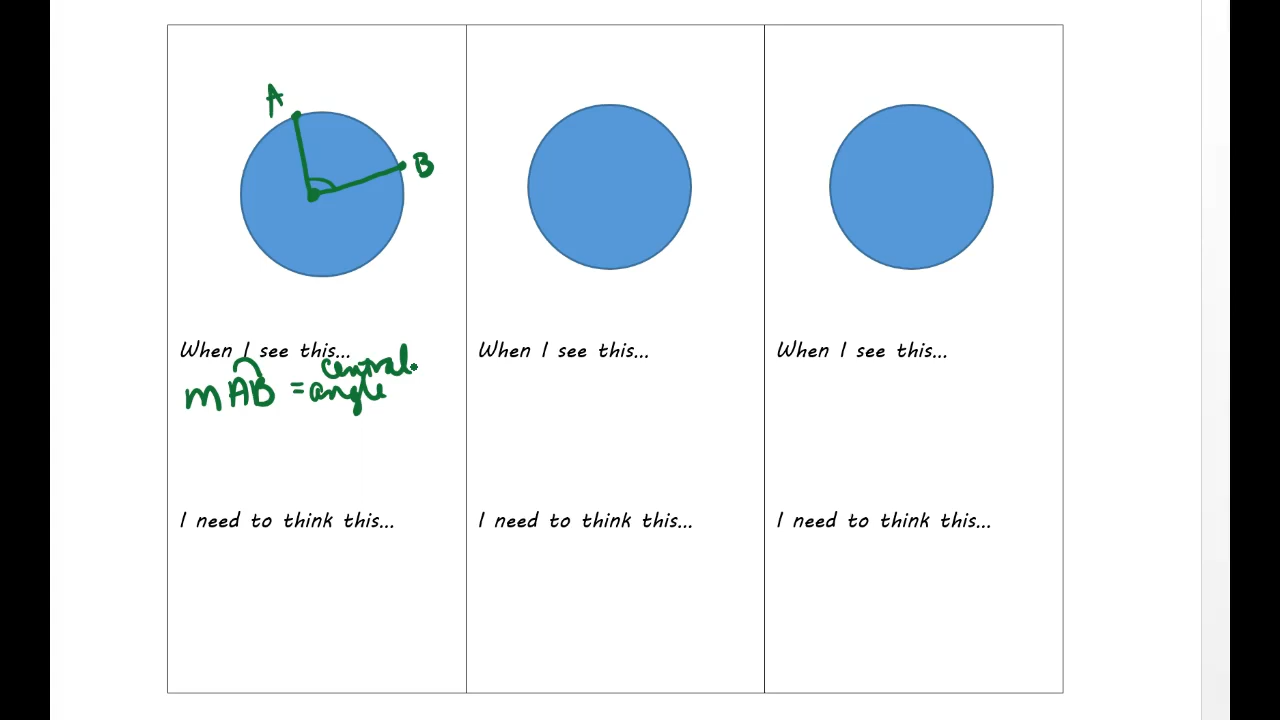 A
B
When I see this...
mAB = central angle
I need to think this...
When I see this...
I need to think this...
When I see this...
I need to think this...